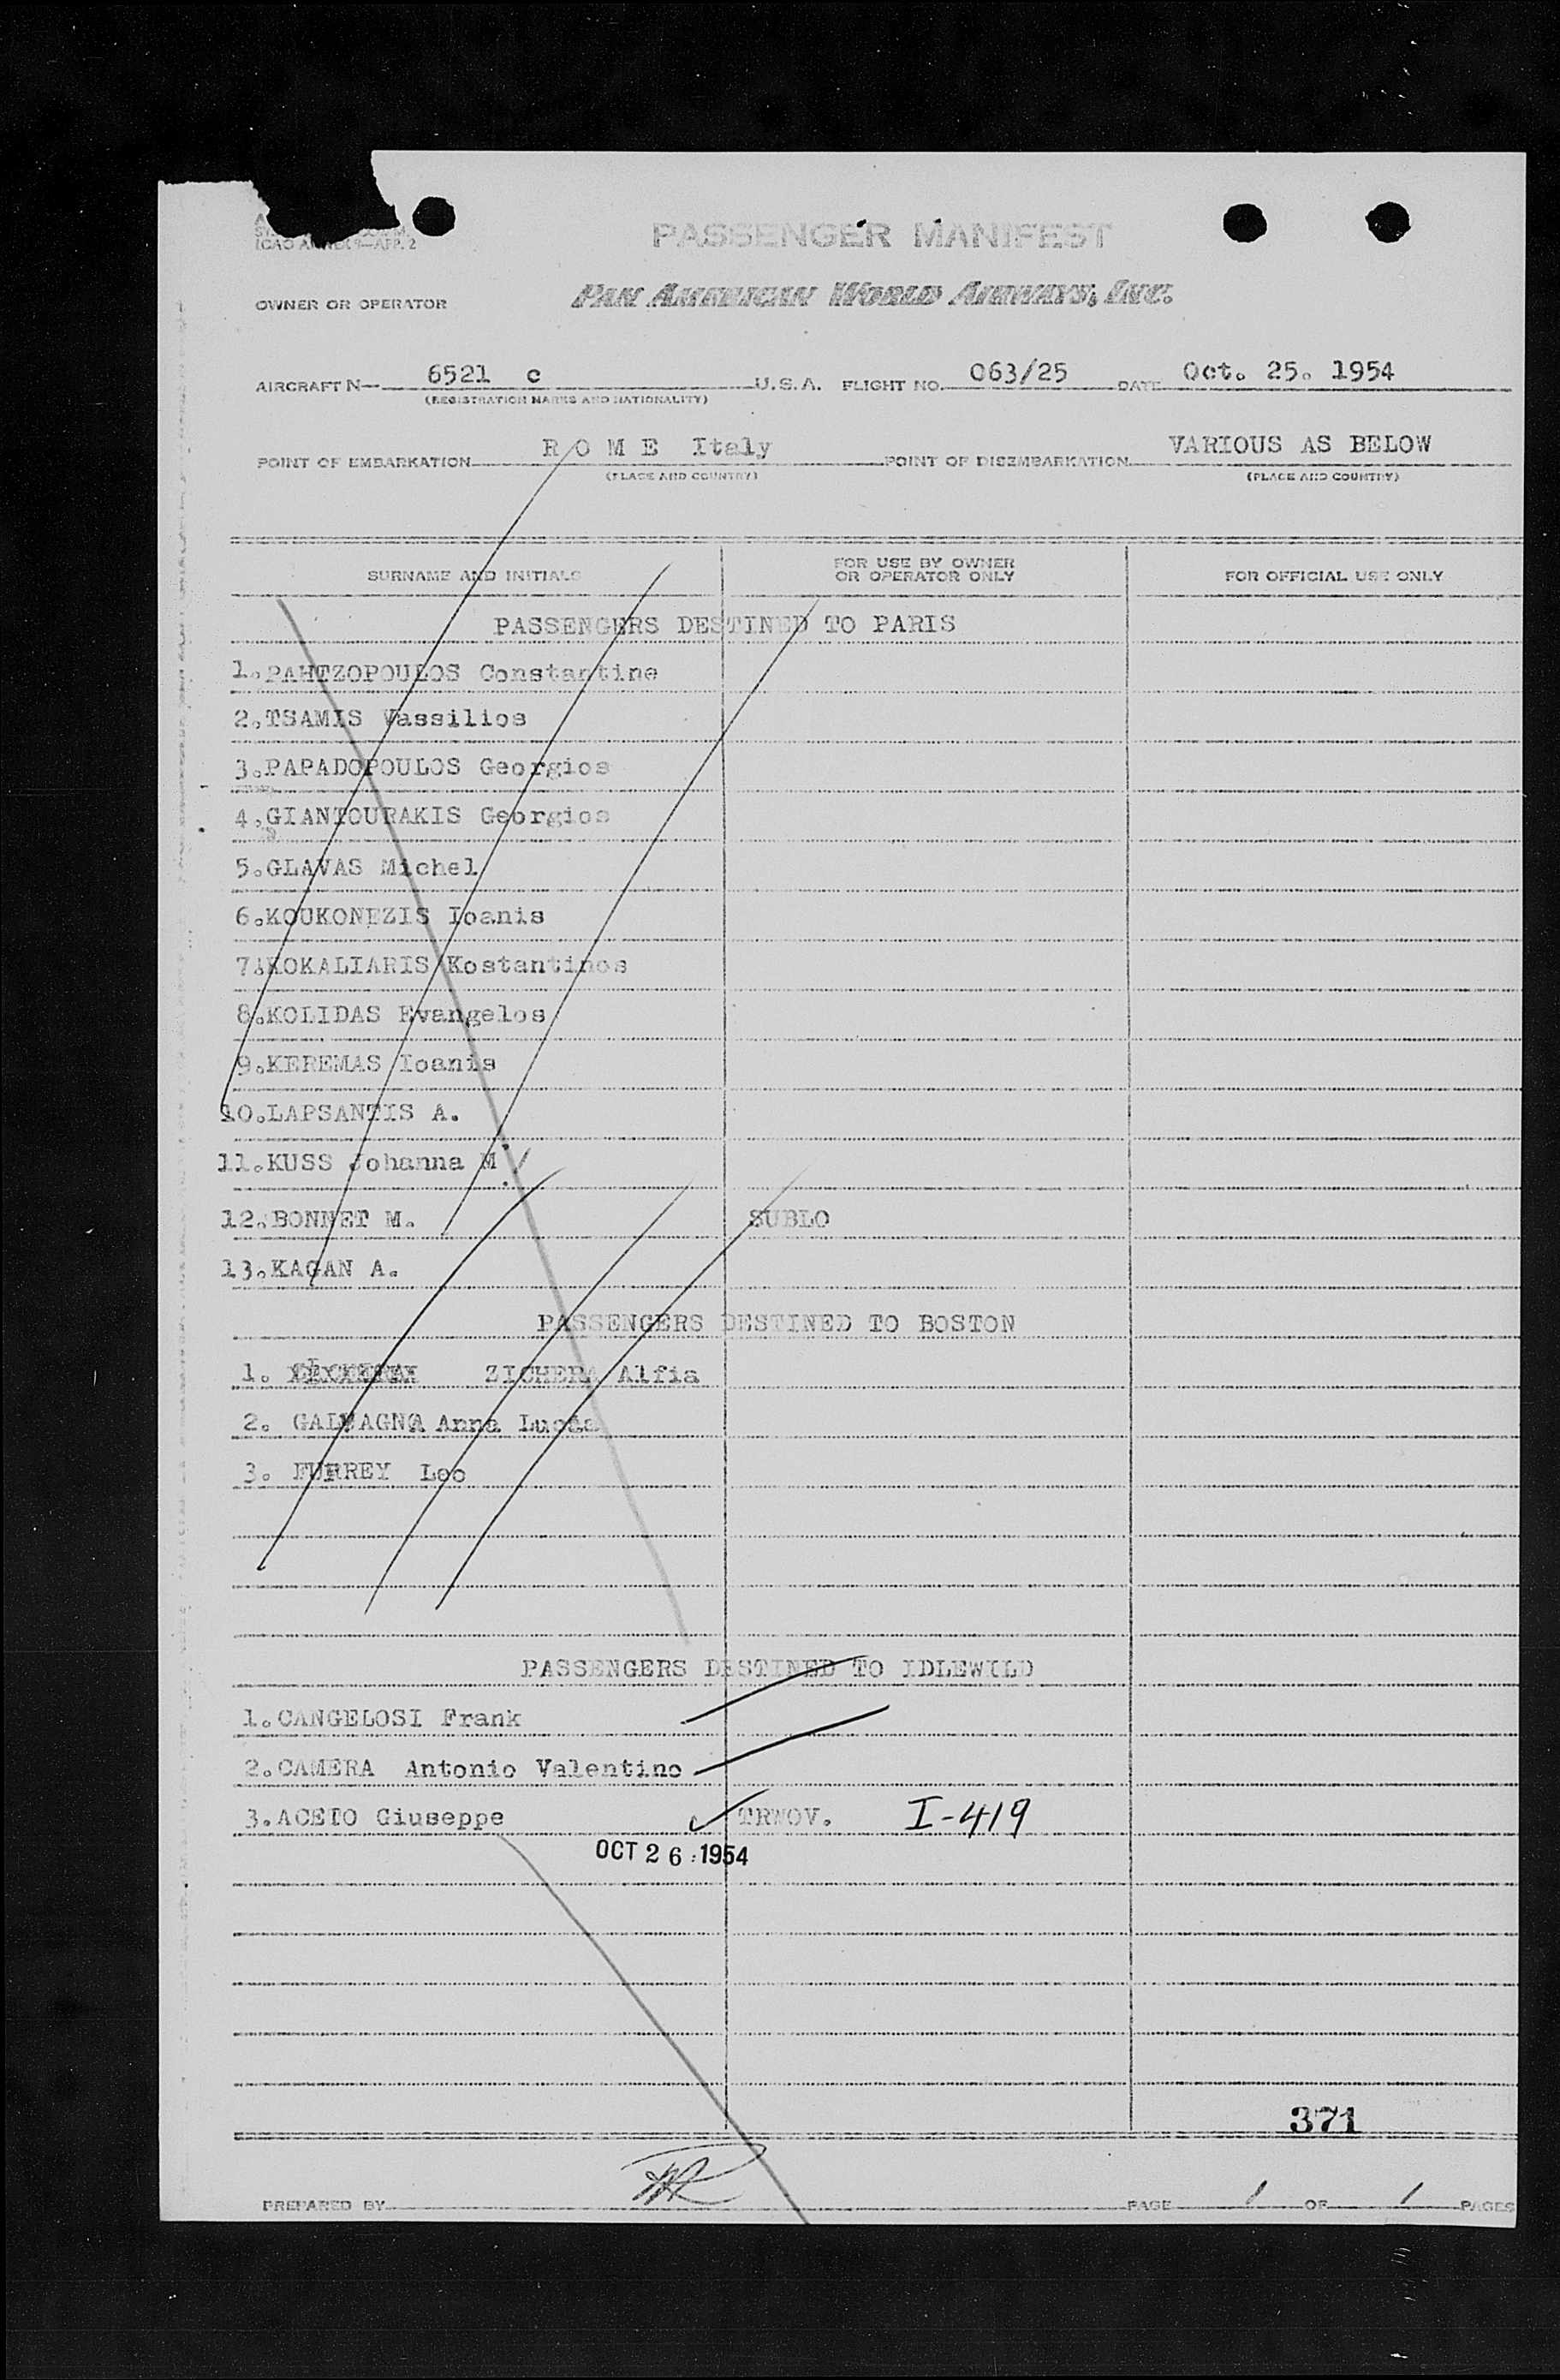 ICAO ANNEX 9—APP. 2
PASSENGER MANIFEST
OWNER OR OPERATOR PAN AMERICAN WORLD AIRWAYS, INC.
AIRCRAFT N— 6521 c U.S.A. FLIGHT NO. 063/25 DATE Oct. 25. 1954
(REGISTRATION MARKS AND NATIONALITY)
POINT OF EMBARKATION R O M E Italy POINT OF DISEMBARKATION VARIOUS AS BELOW
(PLACE AND COUNTRY) (PLACE AND COUNTRY)
SURNAME AND INITIALS FOR USE BY OWNER OR OPERATOR ONLY FOR OFFICIAL USE ONLY
PASSENGERS DESTINED TO PARIS
1. PAHTZOPOULOS Constantine
2. TSAMIS Vassilios
3. PAPADOPOULOS Georgios
4. GIANTOURAKIS Georgios
5. GLAVAS Michel
6. KOUKONEZIS Ioanis
7. KOKALIARIS Kostantinos
8. KOLIDAS Evangelos
9. KEREMAS Ioanis
10. LAPSANTIS A.
11. KUSS Johanna M
12. BONNET M. SUBLO
13. KAGAN A.
PASSENGERS DESTINED TO BOSTON
1. ZICHERA Alfia
2. Anna Lucia
3. FURREY Leo
PASSENGERS DESTINED TO IDLEWILD
1. CANGELOSI Frank
2. CAMERA Antonio Valentino
3. ACETO Giuseppe I-419
OCT 26 1954
371
PREPARED BY PAGE 1 OF 1 PAGES